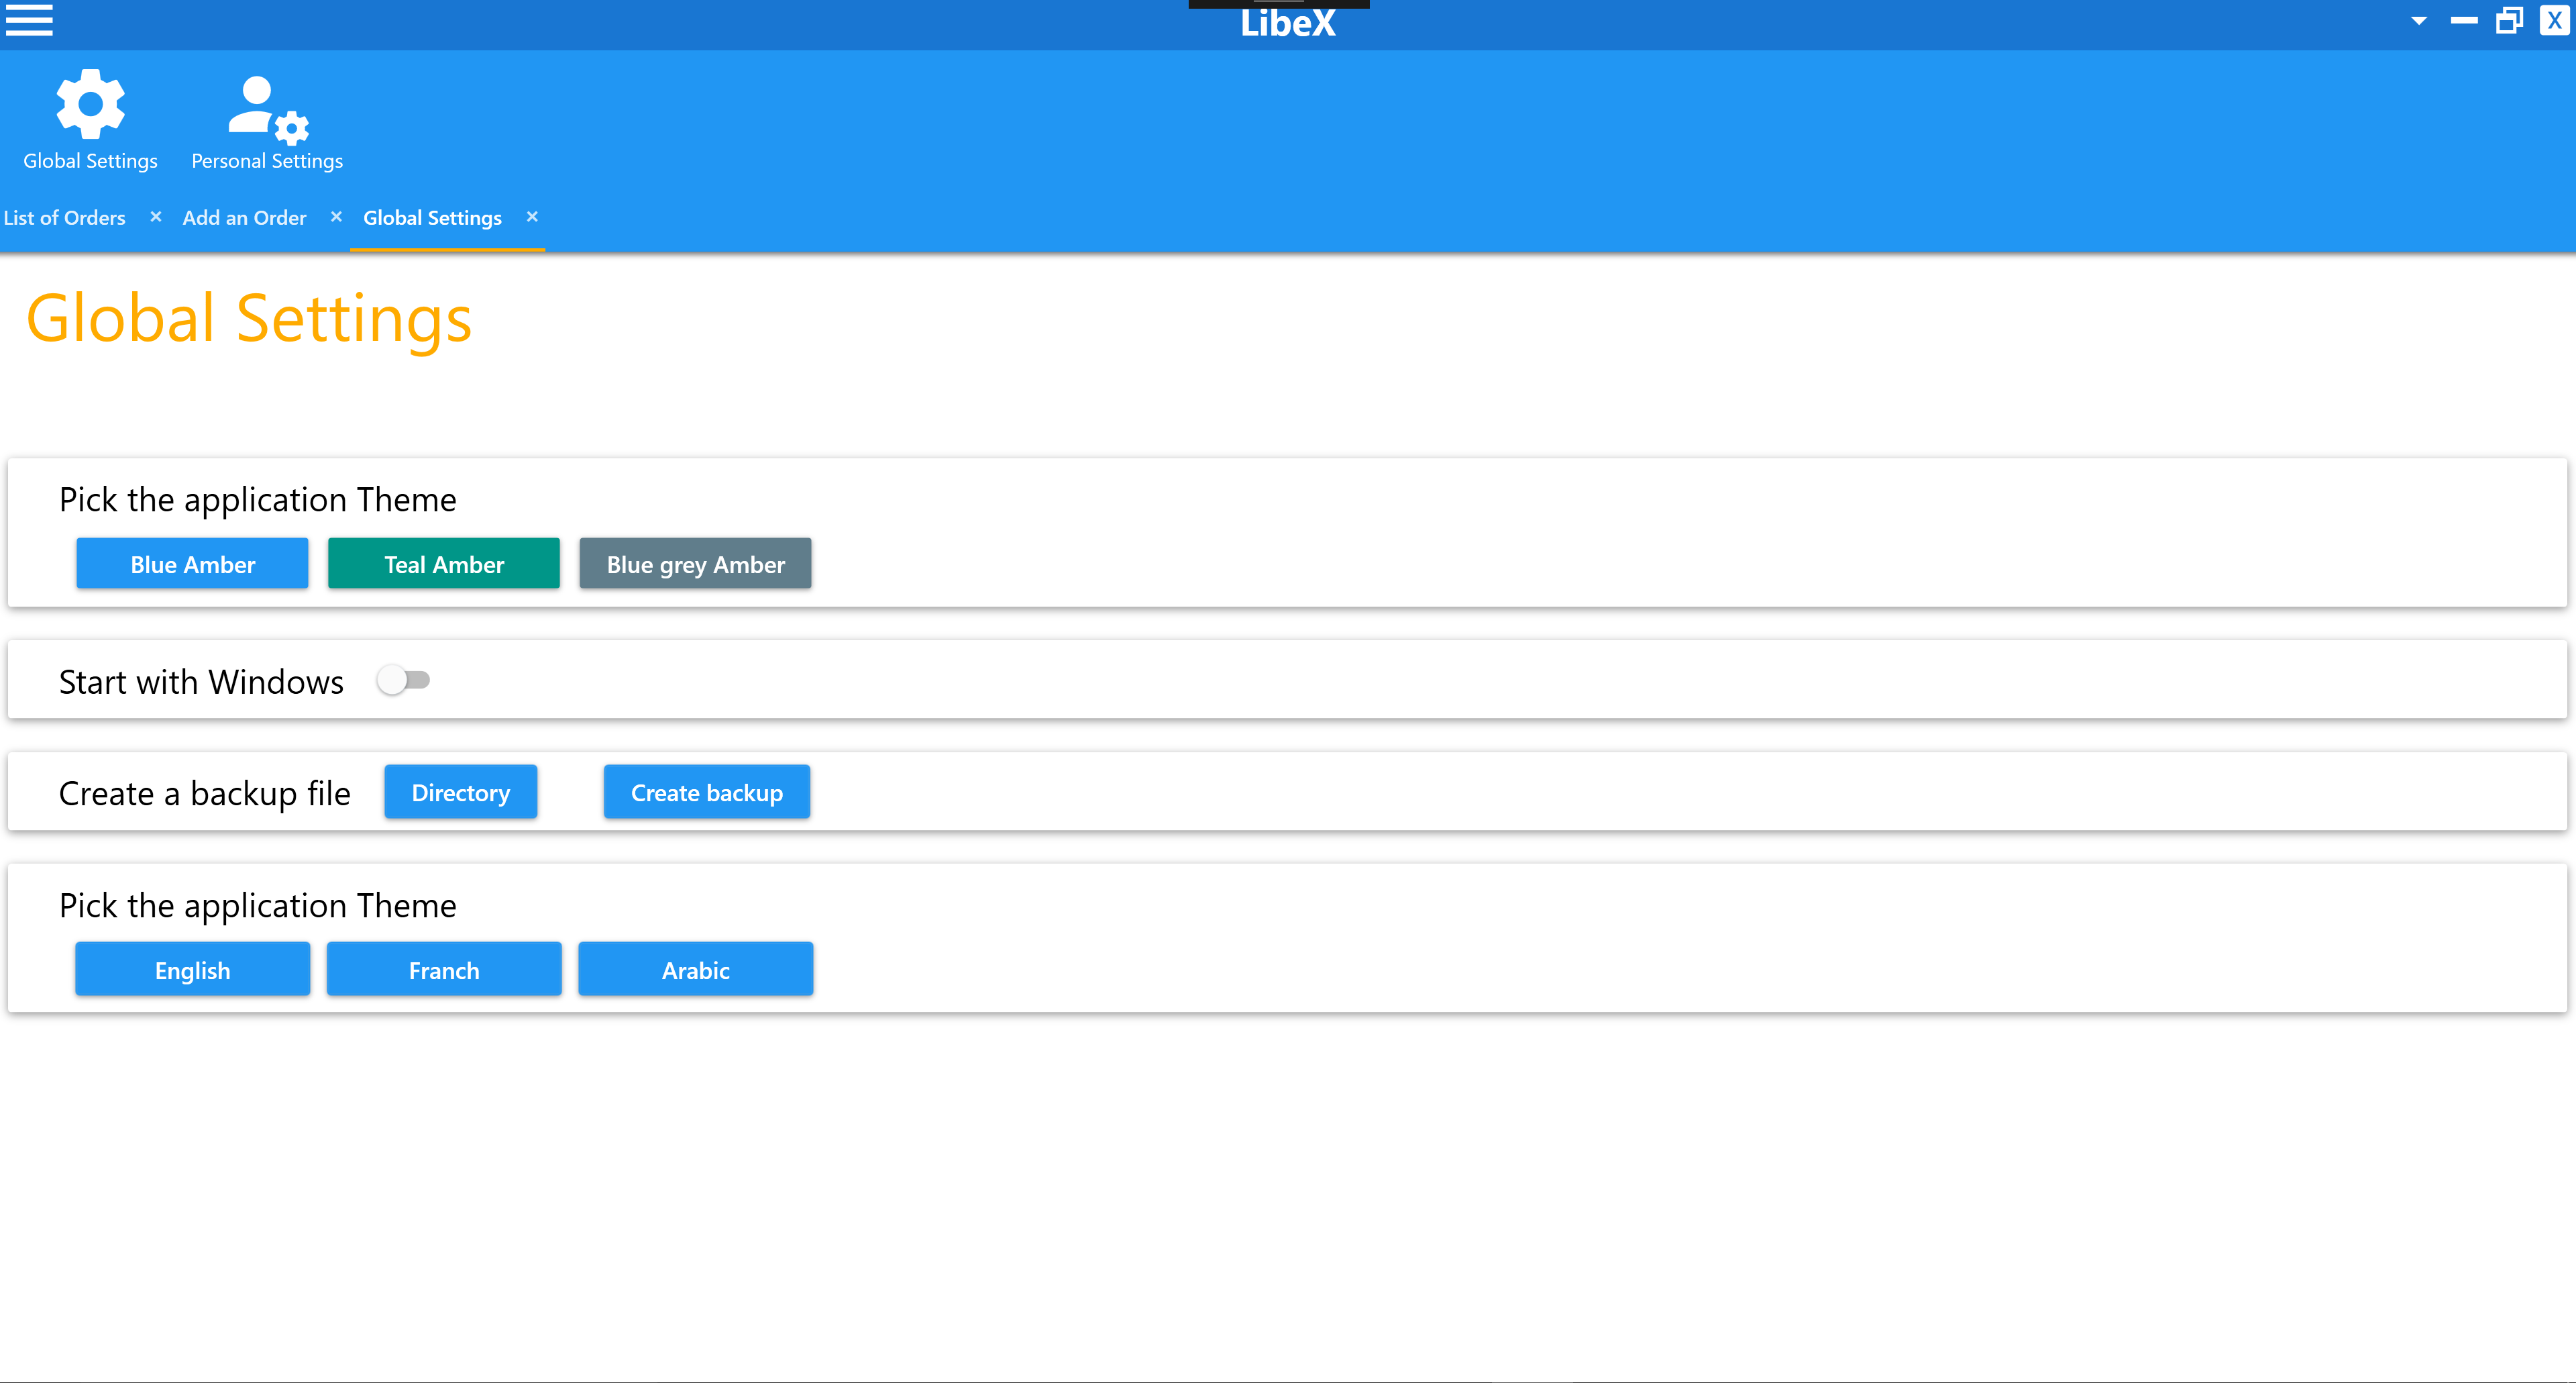 LibeX
X
Global Settings
Personal Settings
List of Orders × Add an Order × Global Settings ×
Global Settings
Pick the application Theme
Blue Amber
Teal Amber
Blue grey Amber
Start with Windows
Create a backup file
Directory
Create backup
Pick the application Theme
English
Franch
Arabic